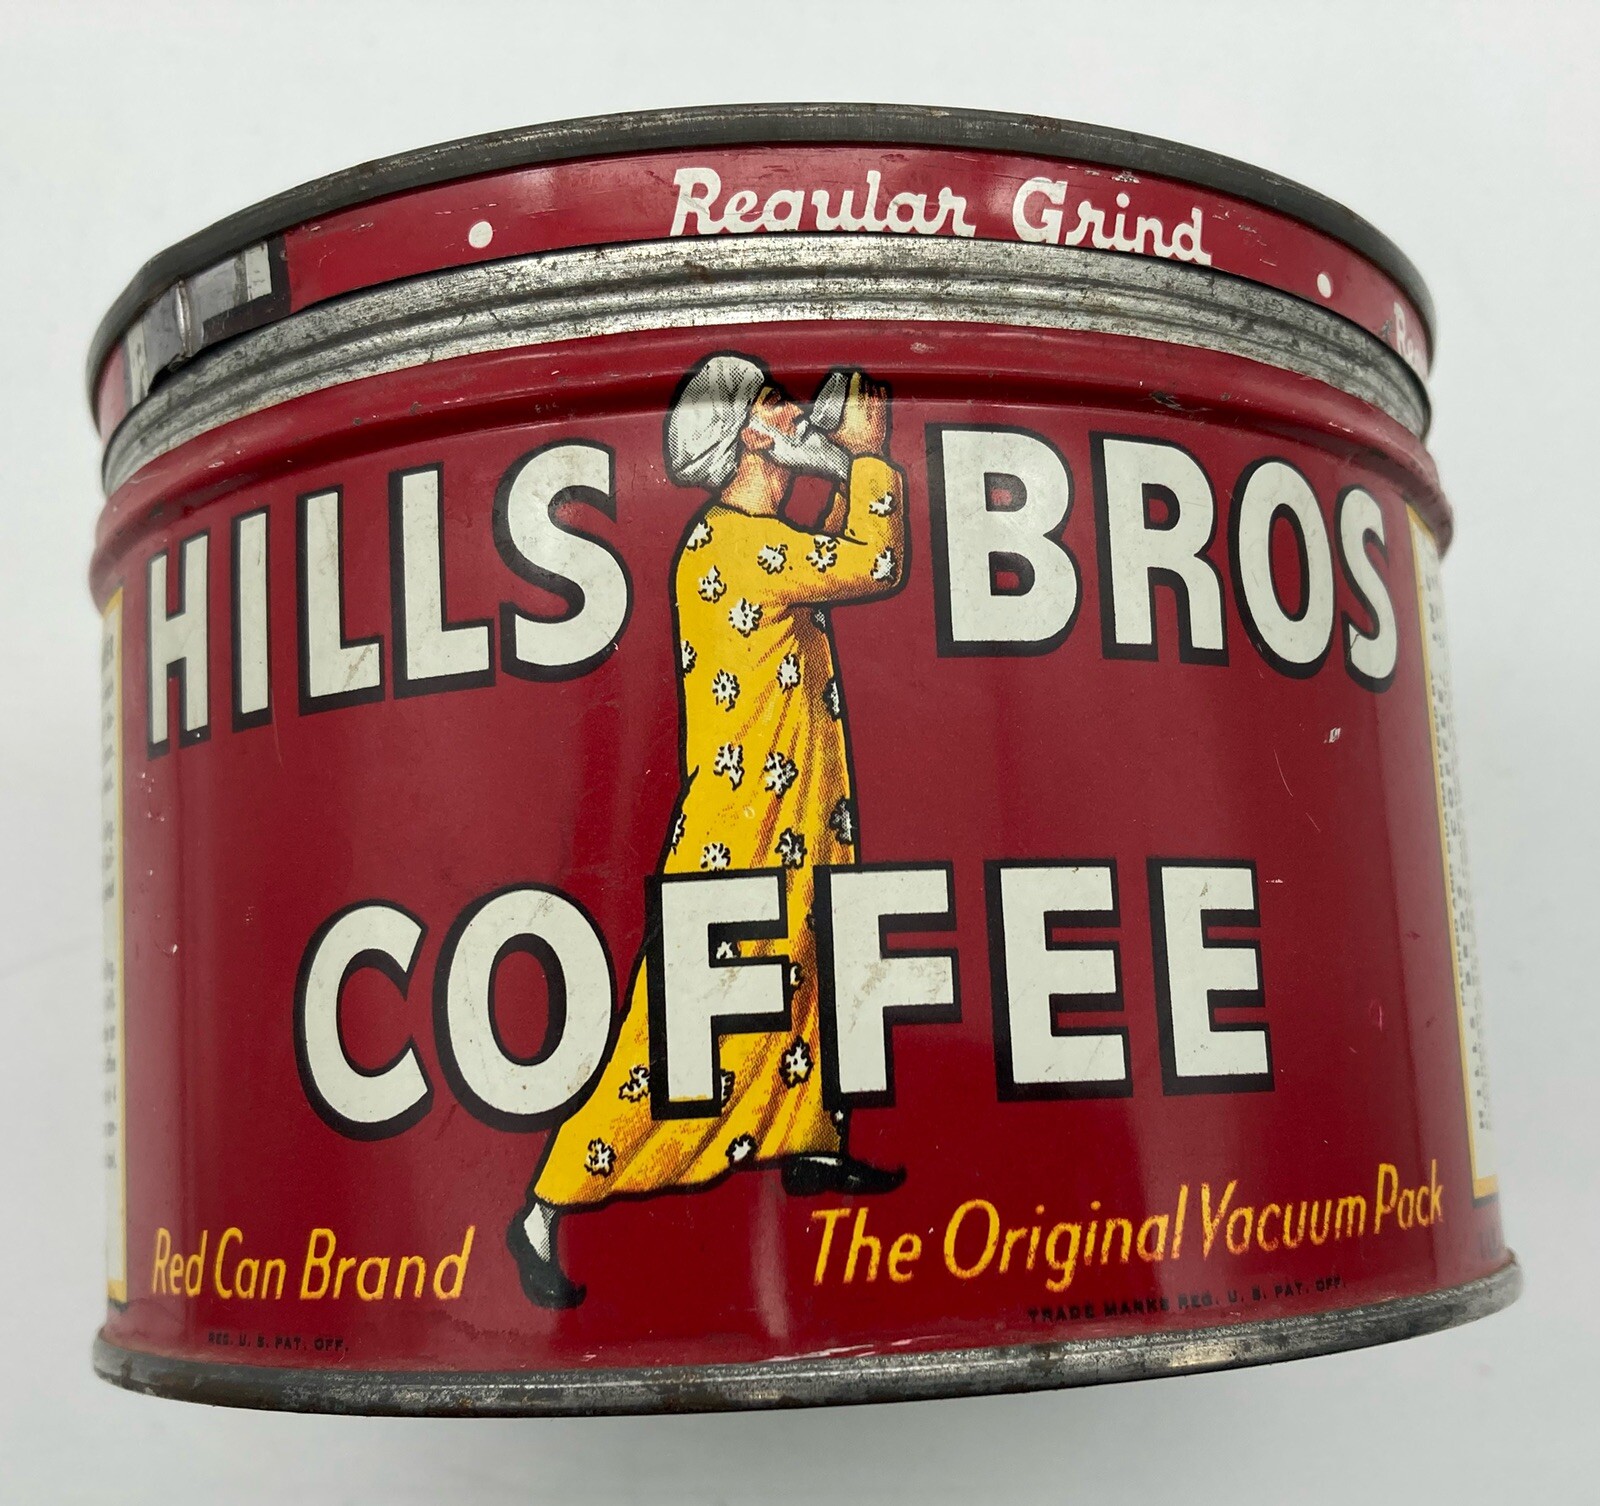 Regular Grind
HILLS BROS
COFFEE
Red Can Brand
The Original Vacuum Pack
REG. U. S. PAT. OFF.
TRADE MARKS REG. U. S. PAT. OFF.